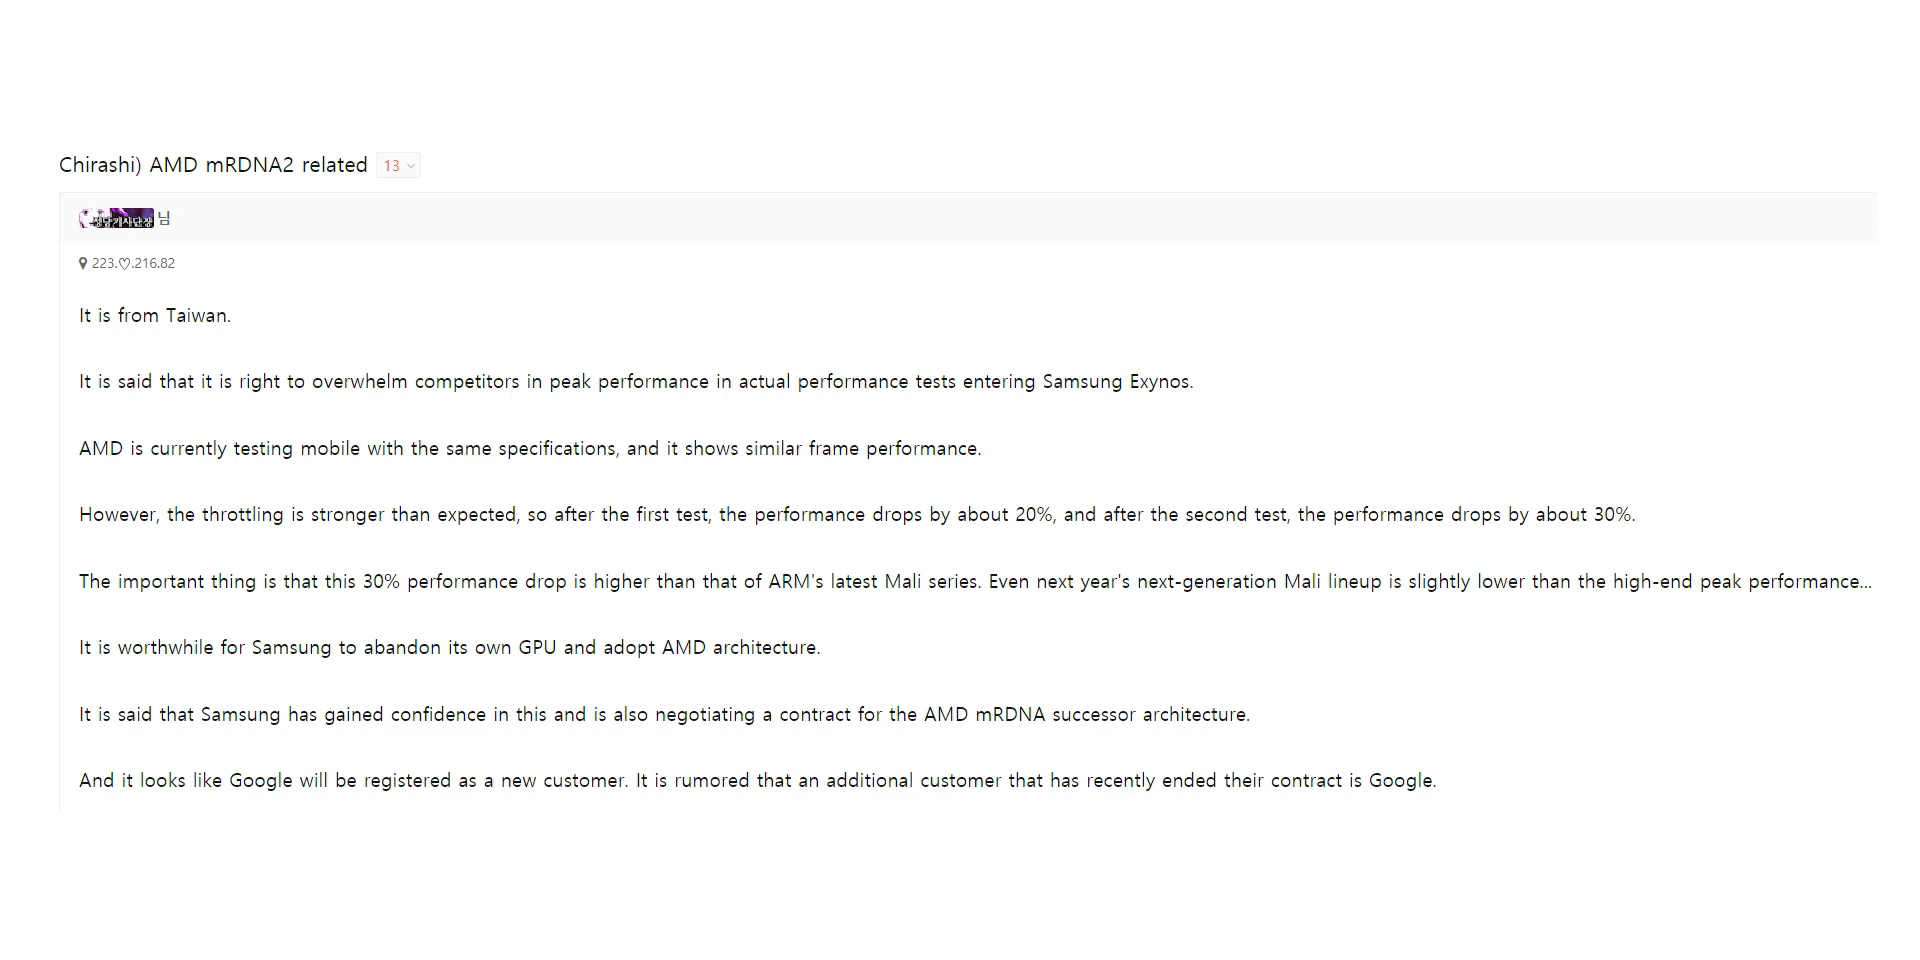 Chirashi) AMD mRDNA2 related 13
님
223.♡.216.82
It is from Taiwan.
It is said that it is right to overwhelm competitors in peak performance in actual performance tests entering Samsung Exynos.
AMD is currently testing mobile with the same specifications, and it shows similar frame performance.
However, the throttling is stronger than expected, so after the first test, the performance drops by about 20%, and after the second test, the performance drops by about 30%.
The important thing is that this 30% performance drop is higher than that of ARM's latest Mali series. Even next year's next-generation Mali lineup is slightly lower than the high-end peak performance...
It is worthwhile for Samsung to abandon its own GPU and adopt AMD architecture.
It is said that Samsung has gained confidence in this and is also negotiating a contract for the AMD mRDNA successor architecture.
And it looks like Google will be registered as a new customer. It is rumored that an additional customer that has recently ended their contract is Google.